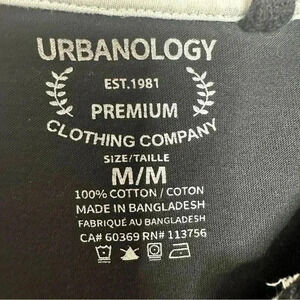 URBANOLOGY
EST.1981
PREMIUM
CLOTHING COMPANY
SIZE/TAILLE
M/M
100% COTTON / COTON
MADE IN BANGLADESH
FABRIQUÉ AU BANGLADESH
CA# 60369 RN# 113756